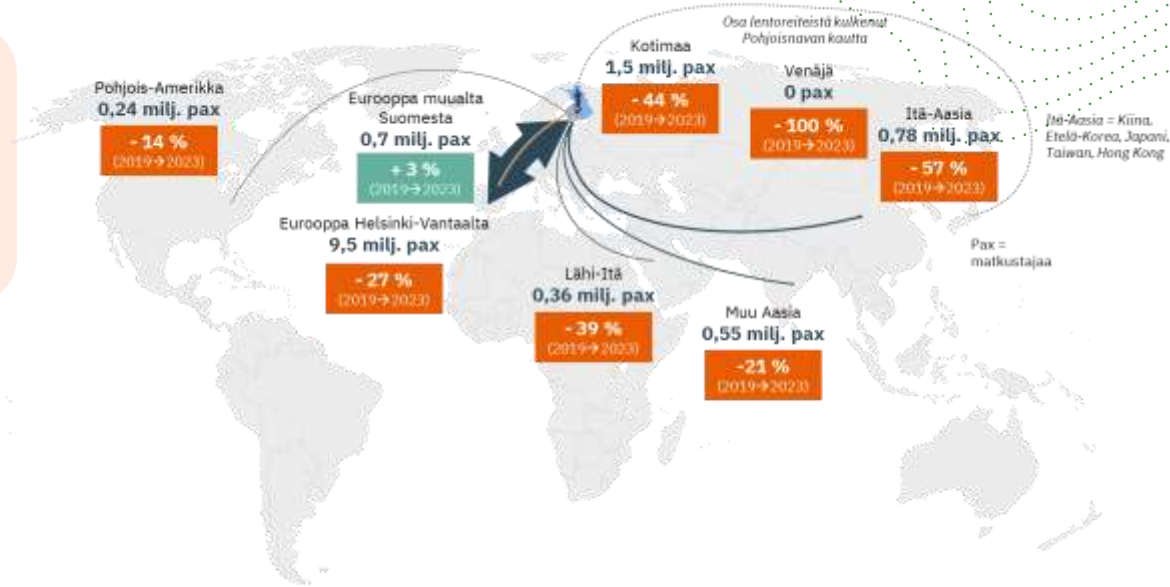 Osa lentoreiteistä kulkenut
Pohjoisnavan kautta
Pohjois-Amerikka
0,24 milj. pax
- 14 %
(2019→2023)
Eurooppa muualta
Suomesta
0,7 milj. pax
+ 3 %
(2019→2023)
Eurooppa Helsinki-Vantaalta
9,5 milj. pax
- 27 %
(2019→2023)
Kotimaa
1,5 milj. pax
- 44 %
(2019→2023)
Venäjä
0 pax
- 100 %
(2019→2023)
Itä-Aasia
0,78 milj. pax
- 57 %
(2019→2023)
Itä-Aasia = Kiina,
Etelä-Korea, Japani,
Taiwan, Hong Kong
Pax =
matkustajaa
Lähi-Itä
0,36 milj. pax
- 39 %
(2019→2023)
Muu Aasia
0,55 milj. pax
-21 %
(2019→2023)